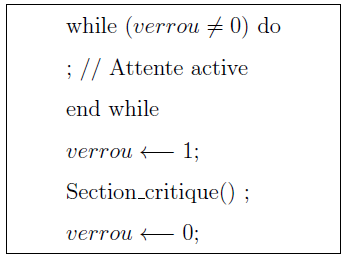 while (verrou ≠ 0) do
; // Attente active
end while
verrou ⟵ 1;
Section_critique() ;
verrou ⟵ 0;